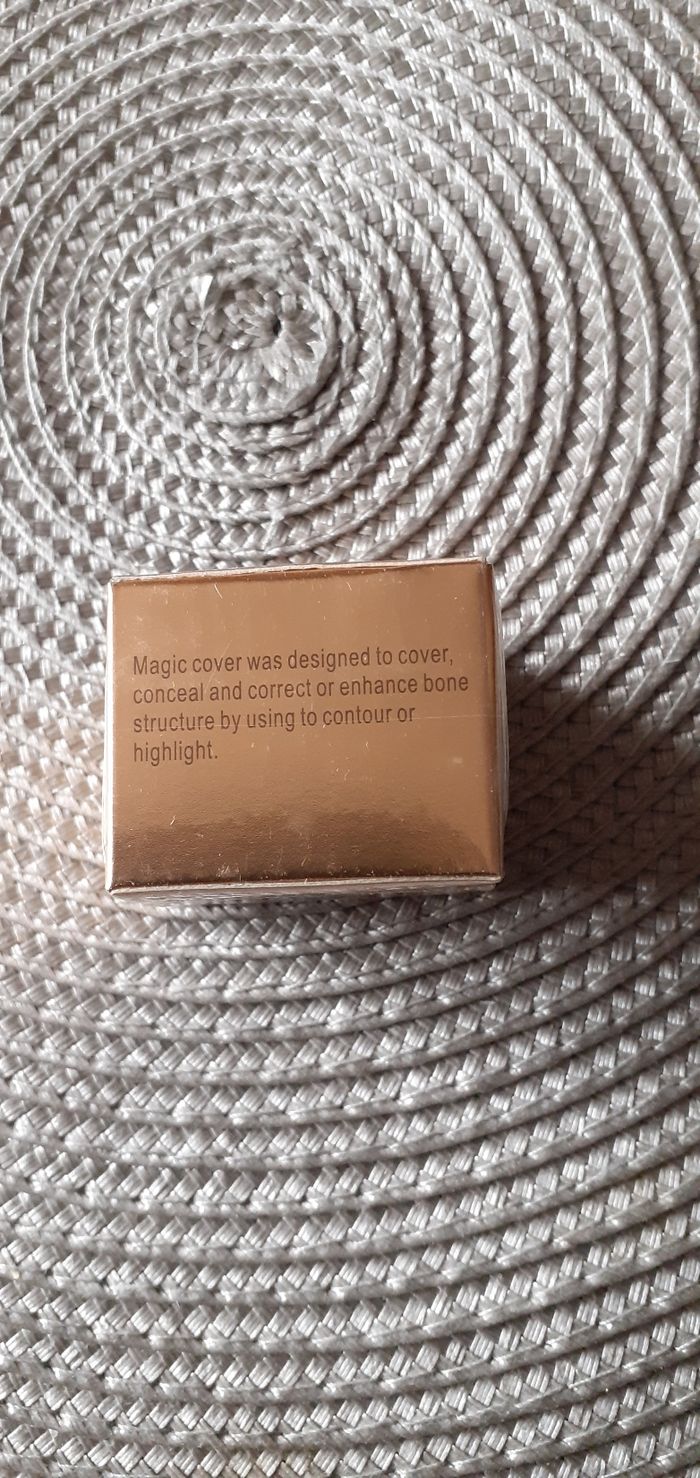 Magic cover was designed to cover,
conceal and correct or enhance bone
structure by using to contour or
highlight.